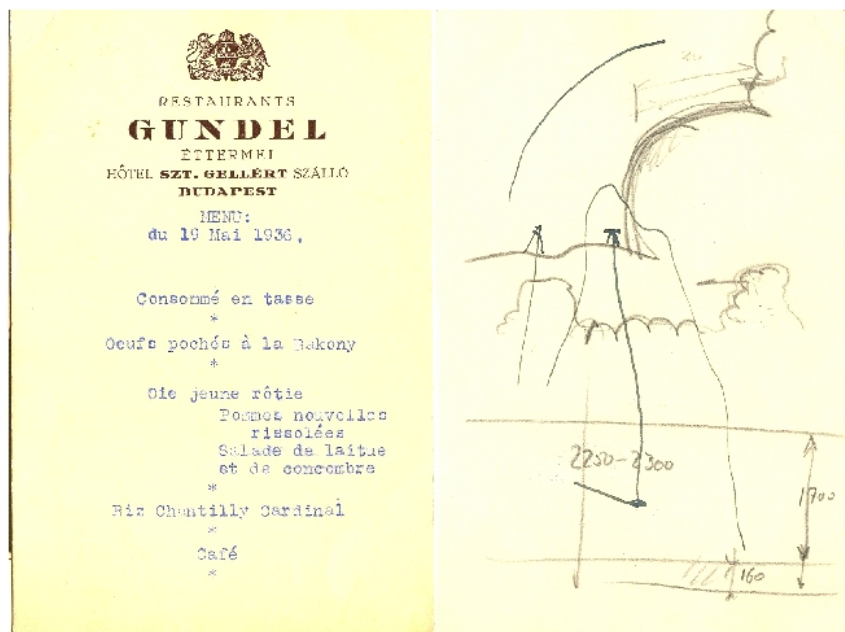 RESTAURANTS
GUNDEL
ÉTTERMEI
HÔTEL SZT. GELLÉRT SZÁLLÓ
BUDAPEST
MENU:
du 19 Mai 1936.
Consommé en tasse
*
Oeufs pochés à la Bakony
*
Oie jeune rôtie
Pommes nouvelles
rissolées
Salade de laitue
et de concombre
*
Riz Chantilly Cardinal
*
Café
*
2250-2300
1700
160